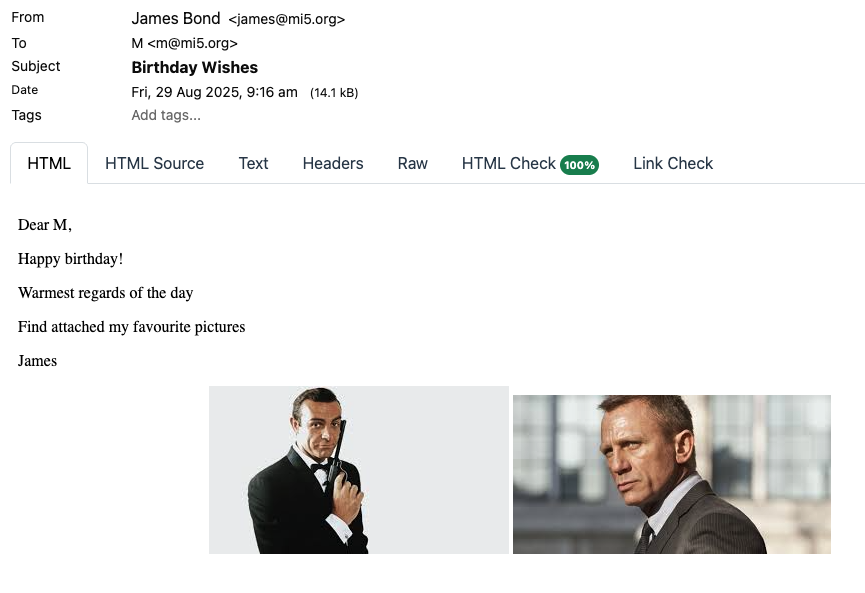 From James Bond <james@mi5.org>
To M <m@mi5.org>
Subject Birthday Wishes
Date Fri, 29 Aug 2025, 9:16 am (14.1 kB)
Tags Add tags...
HTML HTML Source Text Headers Raw HTML Check 100% Link Check
Dear M,
Happy birthday!
Warmest regards of the day
Find attached my favourite pictures
James